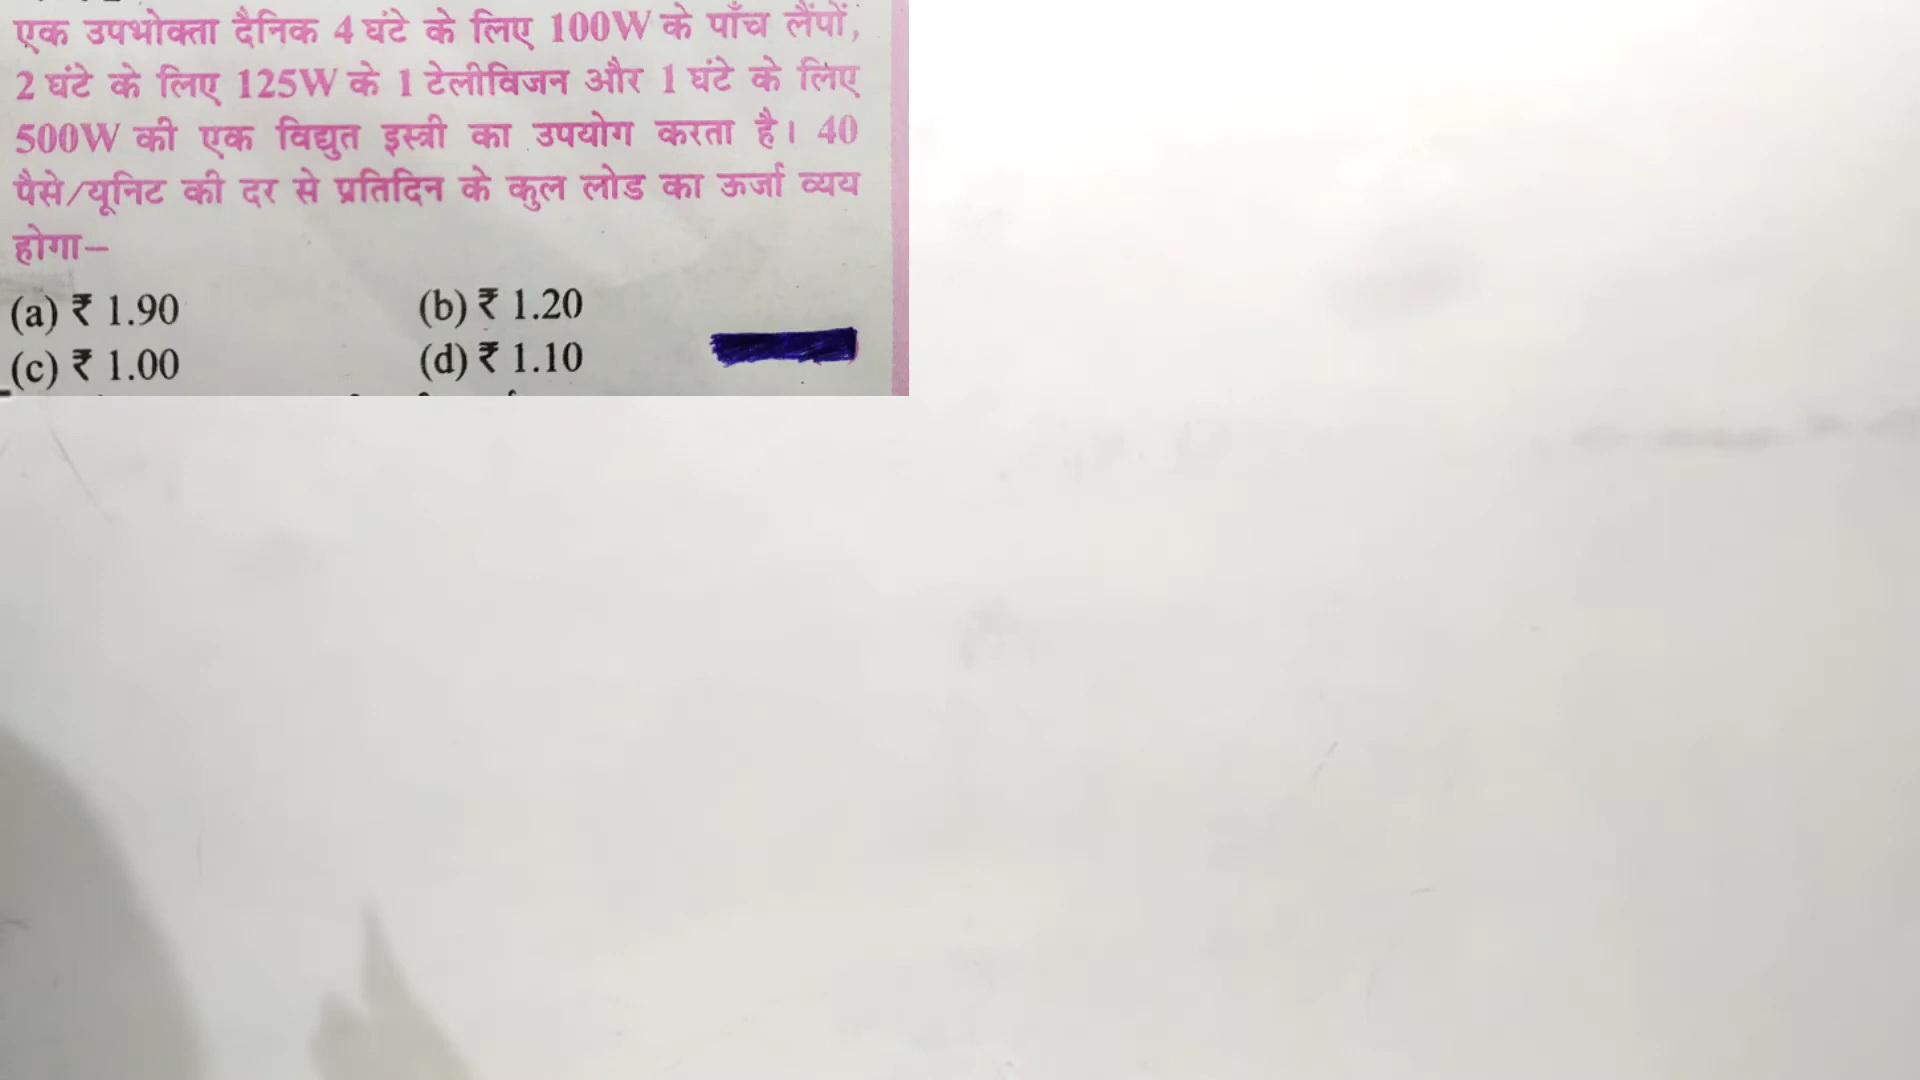 एक उपभोक्ता दैनिक 4 घंटे के लिए 100W के पाँच लैंपों,
2 घंटे के लिए 125W के 1 टेलीविजन और 1 घंटे के लिए
500W की एक विद्युत इस्त्री का उपयोग करता है। 40
पैसे/यूनिट की दर से प्रतिदिन के कुल लोड का ऊर्जा व्यय
होगा–
(a) ₹ 1.90 (b) ₹ 1.20
(c) ₹ 1.00 (d) ₹ 1.10